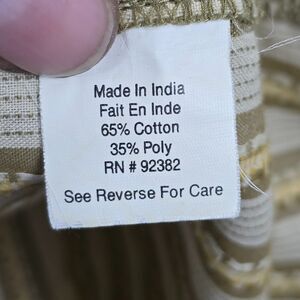 Made In India
Fait En Inde
65% Cotton
35% Poly
RN # 92382
See Reverse For Care